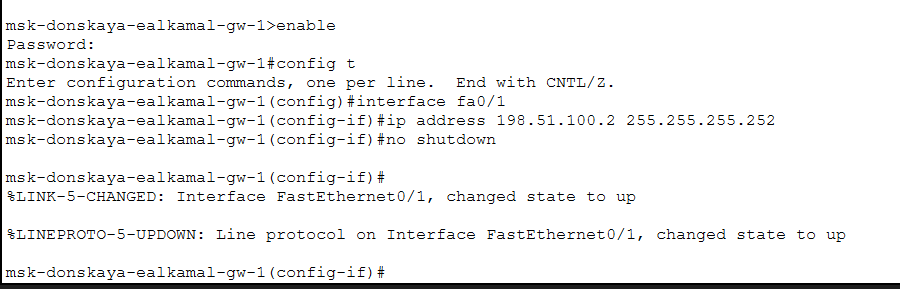 msk-donskaya-ealkamal-gw-1>enable
Password:
msk-donskaya-ealkamal-gw-1#config t
Enter configuration commands, one per line.  End with CNTL/Z.
msk-donskaya-ealkamal-gw-1(config)#interface fa0/1
msk-donskaya-ealkamal-gw-1(config-if)#ip address 198.51.100.2 255.255.255.252
msk-donskaya-ealkamal-gw-1(config-if)#no shutdown
msk-donskaya-ealkamal-gw-1(config-if)#
%LINK-5-CHANGED: Interface FastEthernet0/1, changed state to up
%LINEPROTO-5-UPDOWN: Line protocol on Interface FastEthernet0/1, changed state to up
msk-donskaya-ealkamal-gw-1(config-if)#